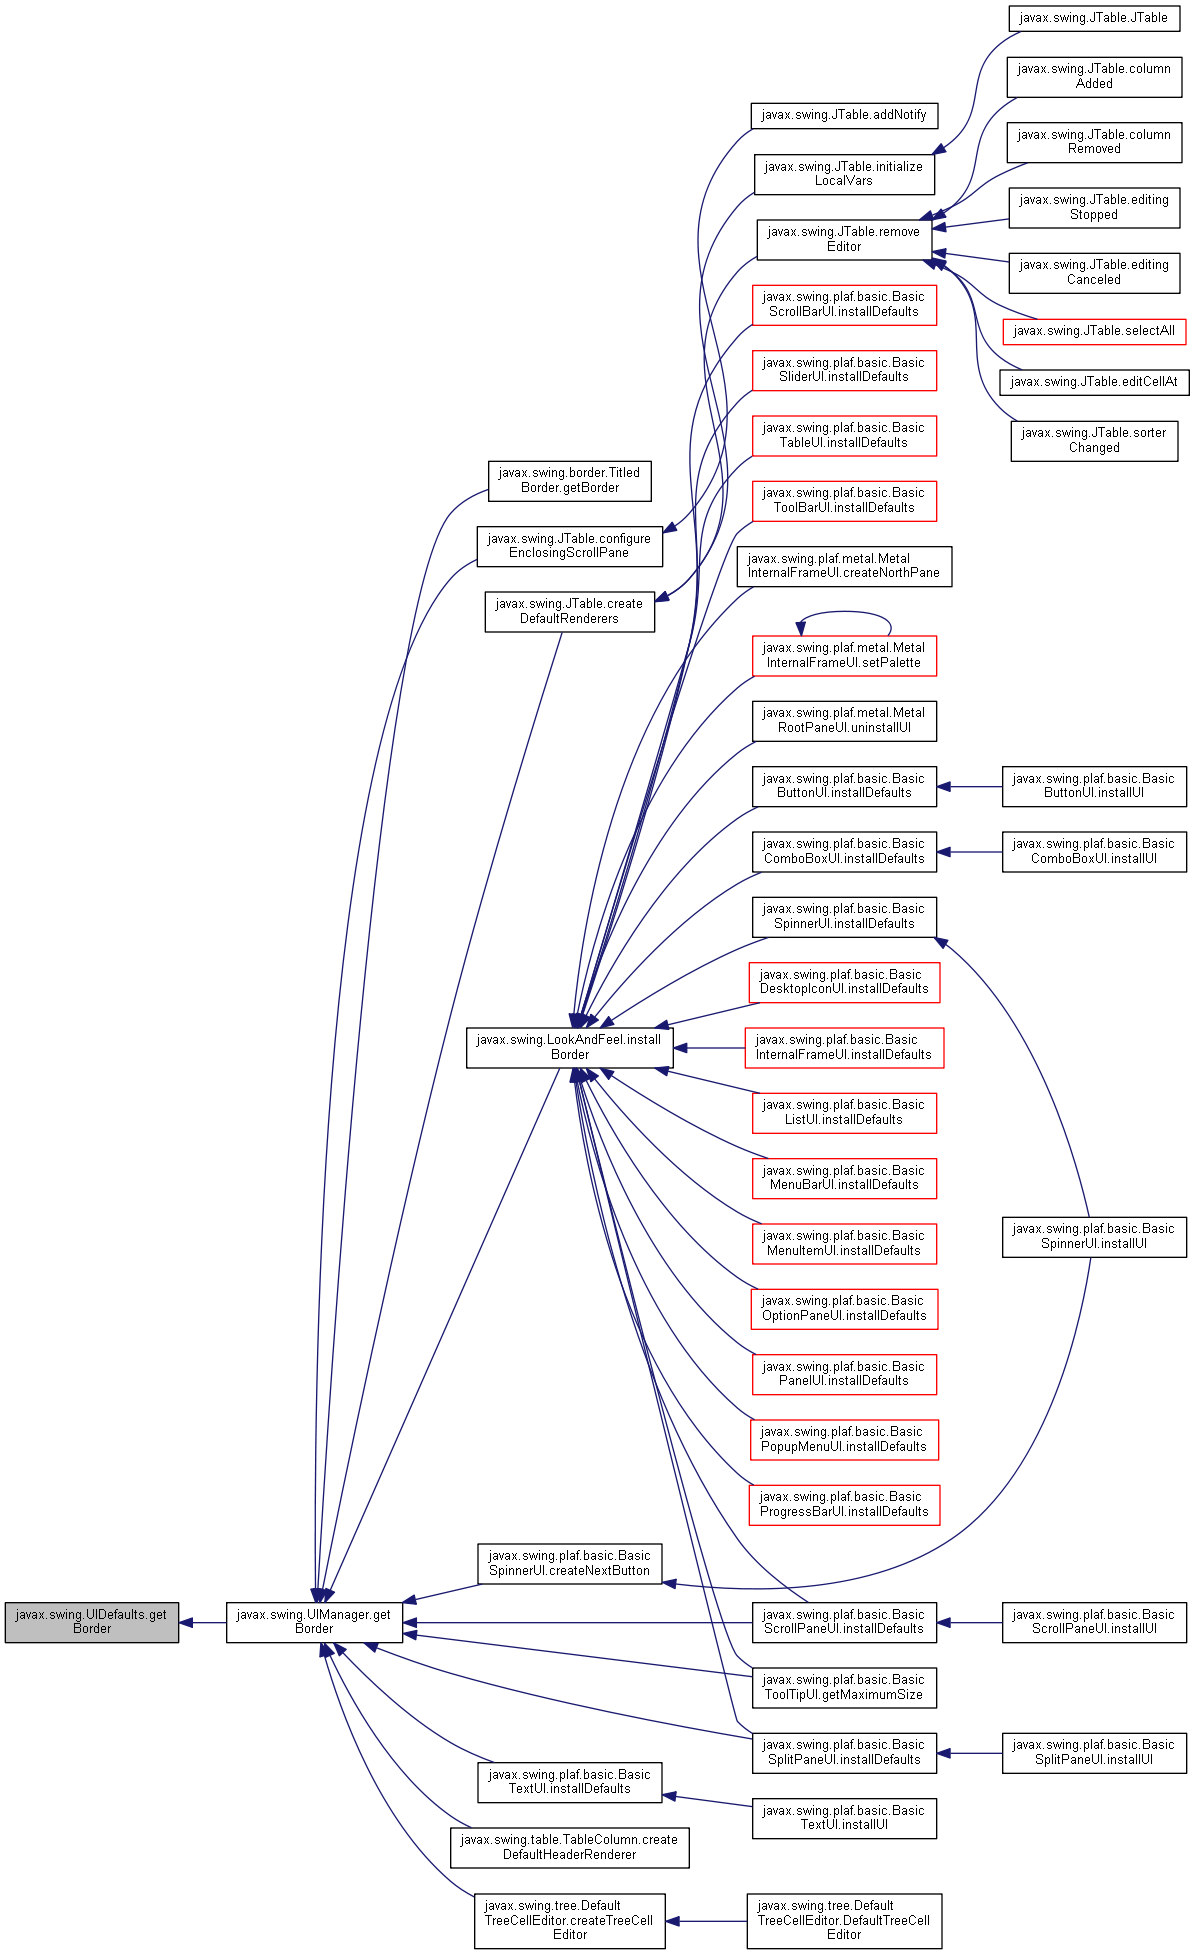 javax.swing.JTable.JTable
javax.swing.JTable.column
Added
javax.swing.JTable.addNotify
javax.swing.JTable.column
Removed
javax.swing.JTable.initialize
LocalVars
javax.swing.JTable.editing
Stopped
javax.swing.JTable.remove
Editor
javax.swing.JTable.editing
Canceled
javax.swing.plaf.basic.Basic
ScrollBarUI.installDefaults
javax.swing.JTable.selectAll
javax.swing.plaf.basic.Basic
SliderUI.installDefaults
javax.swing.JTable.editCellAt
javax.swing.plaf.basic.Basic
TableUI.installDefaults
javax.swing.JTable.sorter
Changed
javax.swing.border.Titled
Border.getBorder
javax.swing.plaf.basic.Basic
ToolBarUI.installDefaults
javax.swing.JTable.configure
EnclosingScrollPane
javax.swing.plaf.metal.Metal
InternalFrameUI.createNorthPane
javax.swing.JTable.create
DefaultRenderers
javax.swing.plaf.metal.Metal
InternalFrameUI.setPalette
javax.swing.plaf.metal.Metal
RootPaneUI.uninstallUI
javax.swing.plaf.basic.Basic
ButtonUI.installDefaults
javax.swing.plaf.basic.Basic
ButtonUI.installUI
javax.swing.plaf.basic.Basic
ComboBoxUI.installDefaults
javax.swing.plaf.basic.Basic
ComboBoxUI.installUI
javax.swing.plaf.basic.Basic
SpinnerUI.installDefaults
javax.swing.plaf.basic.Basic
DesktopIconUI.installDefaults
javax.swing.LookAndFeel.install
Border
javax.swing.plaf.basic.Basic
InternalFrameUI.installDefaults
javax.swing.plaf.basic.Basic
ListUI.installDefaults
javax.swing.plaf.basic.Basic
MenuBarUI.installDefaults
javax.swing.plaf.basic.Basic
MenuItemUI.installDefaults
javax.swing.plaf.basic.Basic
SpinnerUI.installUI
javax.swing.plaf.basic.Basic
OptionPaneUI.installDefaults
javax.swing.plaf.basic.Basic
PanelUI.installDefaults
javax.swing.plaf.basic.Basic
PopupMenuUI.installDefaults
javax.swing.plaf.basic.Basic
ProgressBarUI.installDefaults
javax.swing.plaf.basic.Basic
SpinnerUI.createNextButton
javax.swing.UIDefaults.get
Border
javax.swing.UIManager.get
Border
javax.swing.plaf.basic.Basic
ScrollPaneUI.installDefaults
javax.swing.plaf.basic.Basic
ScrollPaneUI.installUI
javax.swing.plaf.basic.Basic
ToolTipUI.getMaximumSize
javax.swing.plaf.basic.Basic
SplitPaneUI.installDefaults
javax.swing.plaf.basic.Basic
SplitPaneUI.installUI
javax.swing.plaf.basic.Basic
TextUI.installDefaults
javax.swing.plaf.basic.Basic
TextUI.installUI
javax.swing.table.TableColumn.create
DefaultHeaderRenderer
javax.swing.tree.Default
TreeCellEditor.createTreeCell
Editor
javax.swing.tree.Default
TreeCellEditor.DefaultTreeCell
Editor